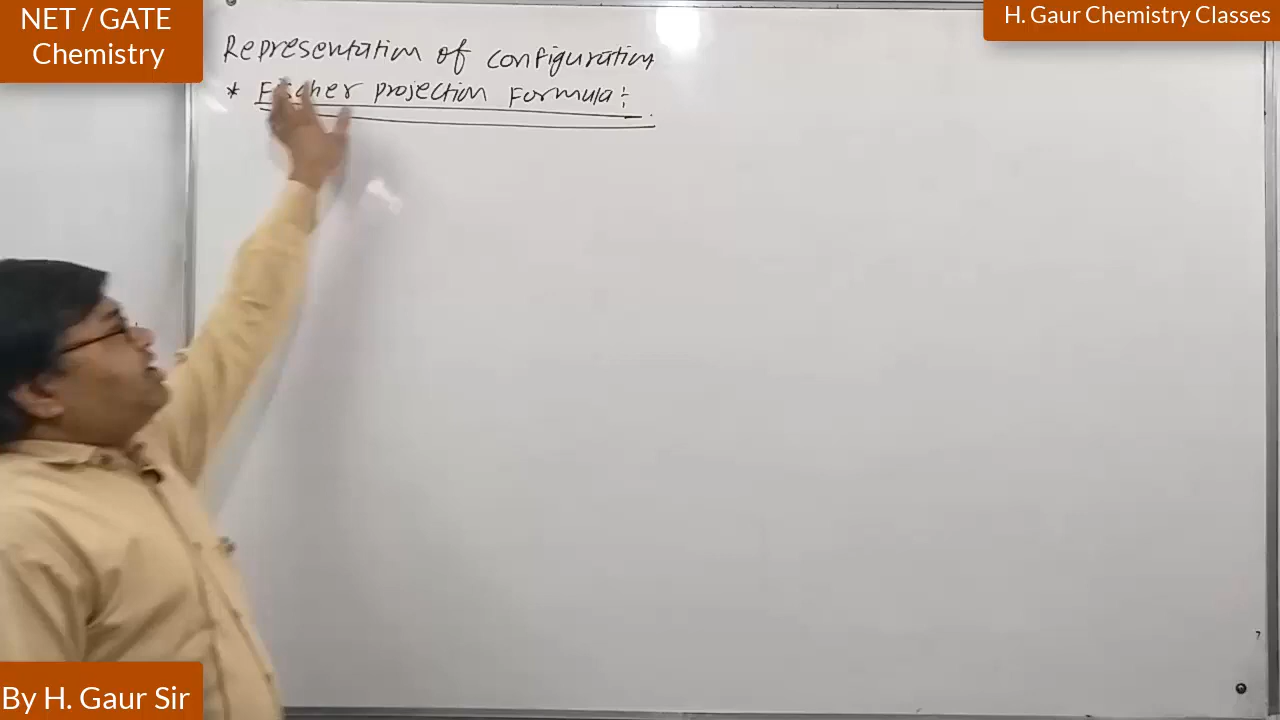 NET / GATE
Chemistry
H. Gaur Chemistry Classes
Representation of configuration
* Fischer projection Formula :
By H. Gaur Sir